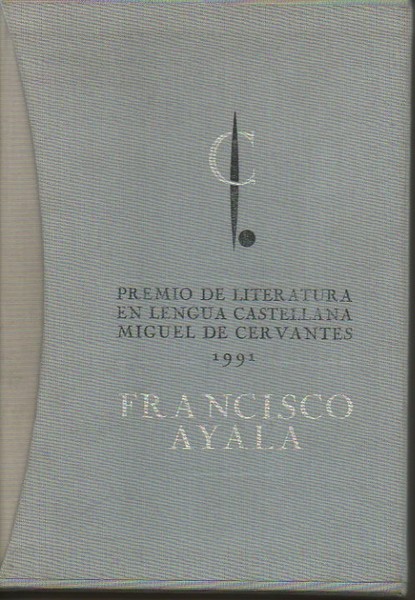 C
PREMIO DE LITERATURA
EN LENGUA CASTELLANA
MIGUEL DE CERVANTES
1991
FRANCISCO
AYALA